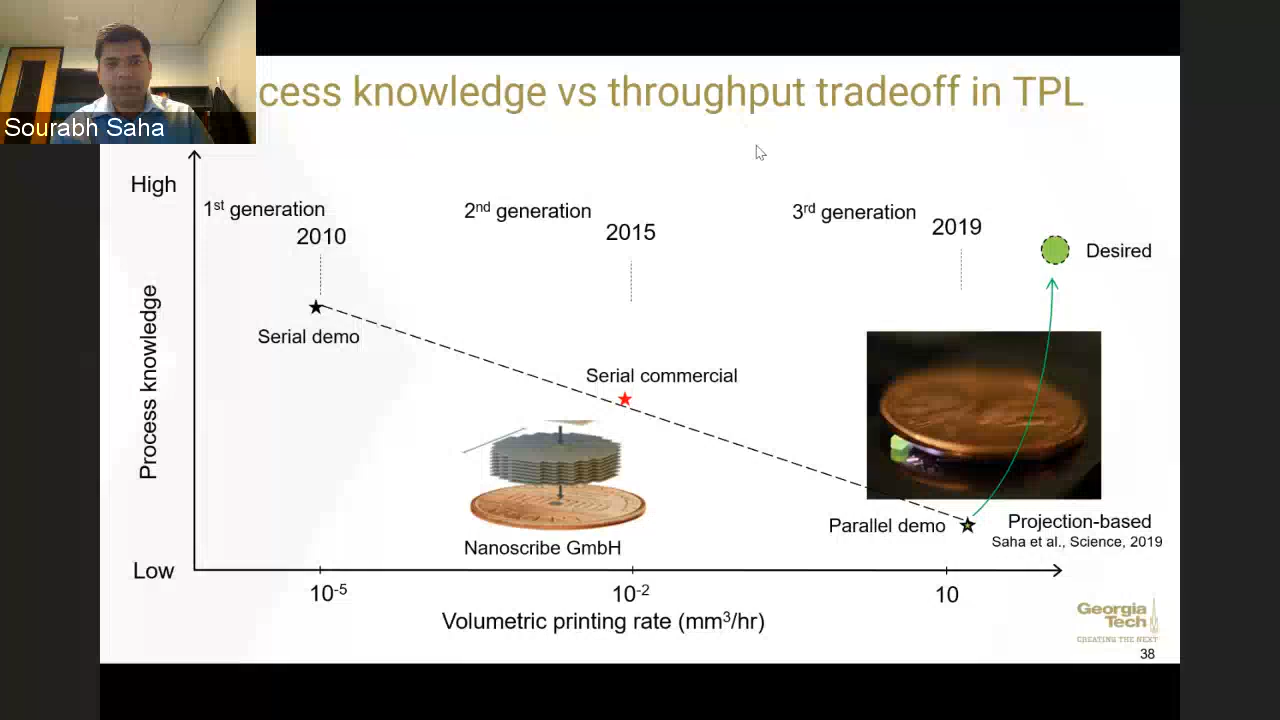 cess knowledge vs throughput tradeoff in TPL
Sourabh Saha
High
1st generation
2010
2nd generation
2015
3rd generation
2019
Desired
Process knowledge
Serial demo
Serial commercial
Parallel demo
Projection-based
Saha et al., Science, 2019
Nanoscribe GmbH
Low
10-5
10-2
10
Volumetric printing rate (mm3/hr)
Georgia
Tech
CREATING THE NEXT
38